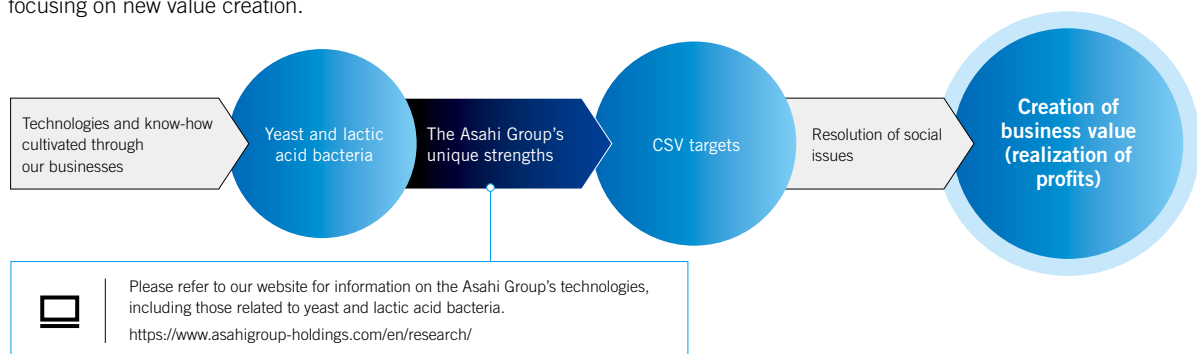 focusing on new value creation.
Technologies and know-how
cultivated through
our businesses
Yeast and lactic
acid bacteria
The Asahi Group’s
unique strengths
CSV targets
Resolution of social
issues
Creation of
business value
(realization of
profits)
Please refer to our website for information on the Asahi Group’s technologies,
including those related to yeast and lactic acid bacteria.
https://www.asahigroup-holdings.com/en/research/